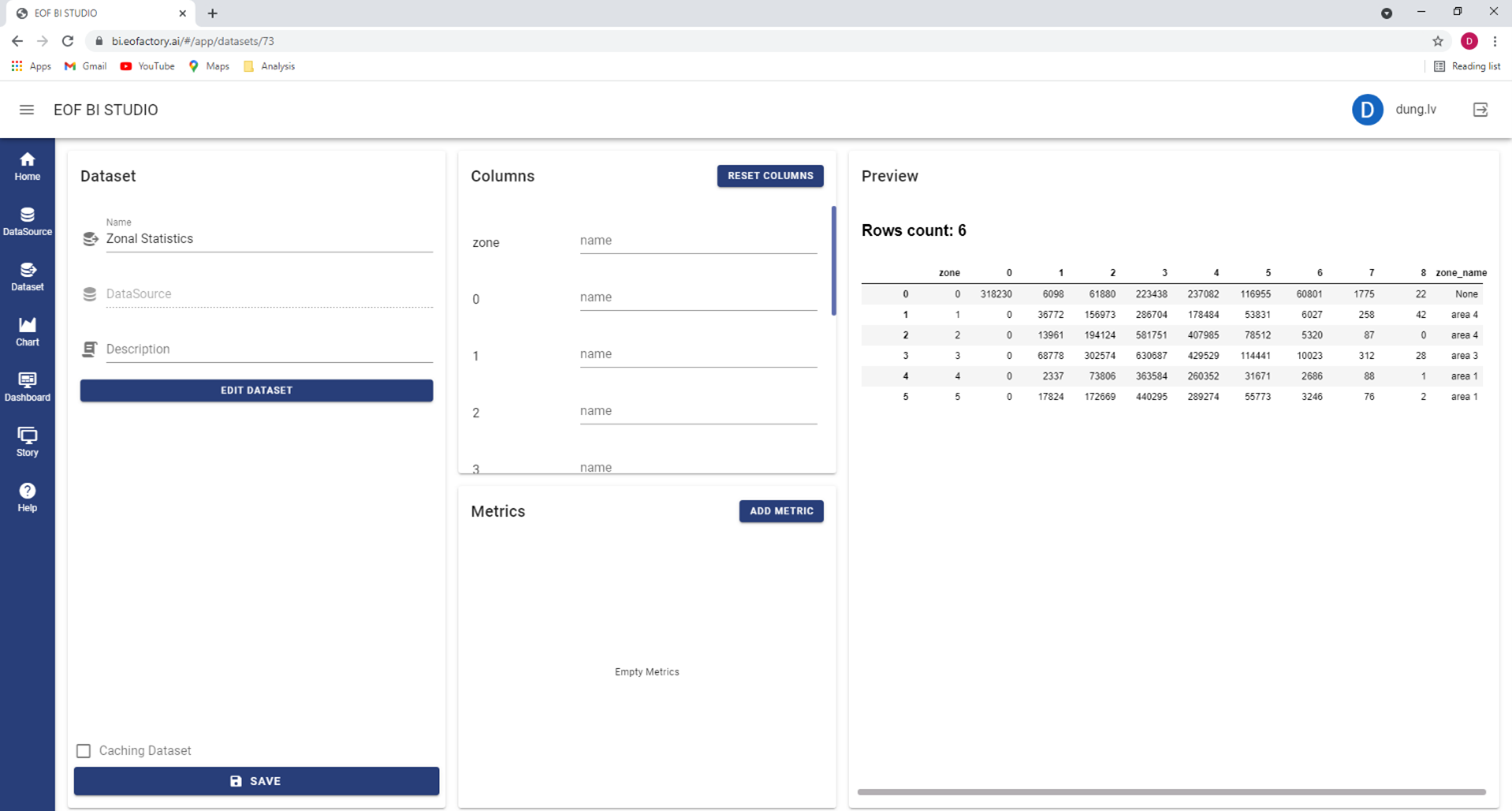 EOF BI STUDIO
bi.eofactory.ai/#/app/datasets/73
D
Apps Gmail YouTube Maps Analysis Reading list
EOF BI STUDIO
D dung.lv
Home
DataSource
Dataset
Chart
Dashboard
Story
Help
Dataset
Name
Zonal Statistics
DataSource
Description
EDIT DATASET
Caching Dataset
SAVE
Columns RESET COLUMNS
zone name
0 name
1 name
2 name
3 name
Metrics ADD METRIC
Empty Metrics
Preview
Rows count: 6
zone 0 1 2 3 4 5 6 7 8 zone_name
0 0 318230 6098 61880 223438 237082 116955 60801 1775 22 None
1 1 0 36772 156973 286704 178484 53831 6027 258 42 area 4
2 2 0 13961 194124 581751 407985 78512 5320 87 0 area 4
3 3 0 68778 302574 630687 429529 114441 10023 312 28 area 3
4 4 0 2337 73806 363584 260352 31671 2686 88 1 area 1
5 5 0 17824 172669 440295 289274 55773 3246 76 2 area 1